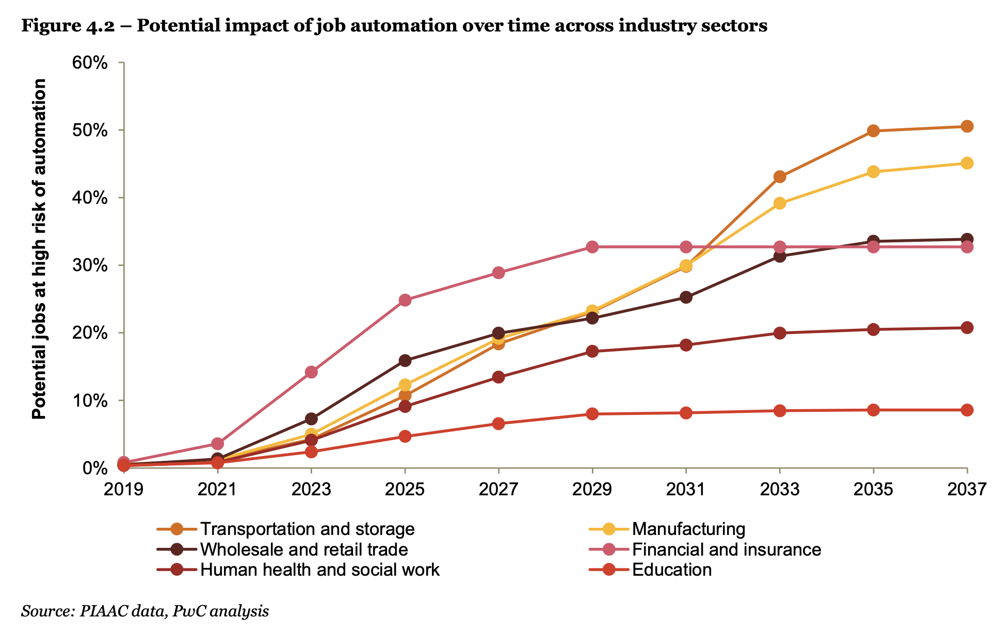 Figure 4.2 – Potential impact of job automation over time across industry sectors
Potential jobs at high risk of automation
60%
50%
40%
30%
20%
10%
0%
2019 2021 2023 2025 2027 2029 2031 2033 2035 2037
Transportation and storage Manufacturing
Wholesale and retail trade Financial and insurance
Human health and social work Education
Source: PIAAC data, PwC analysis